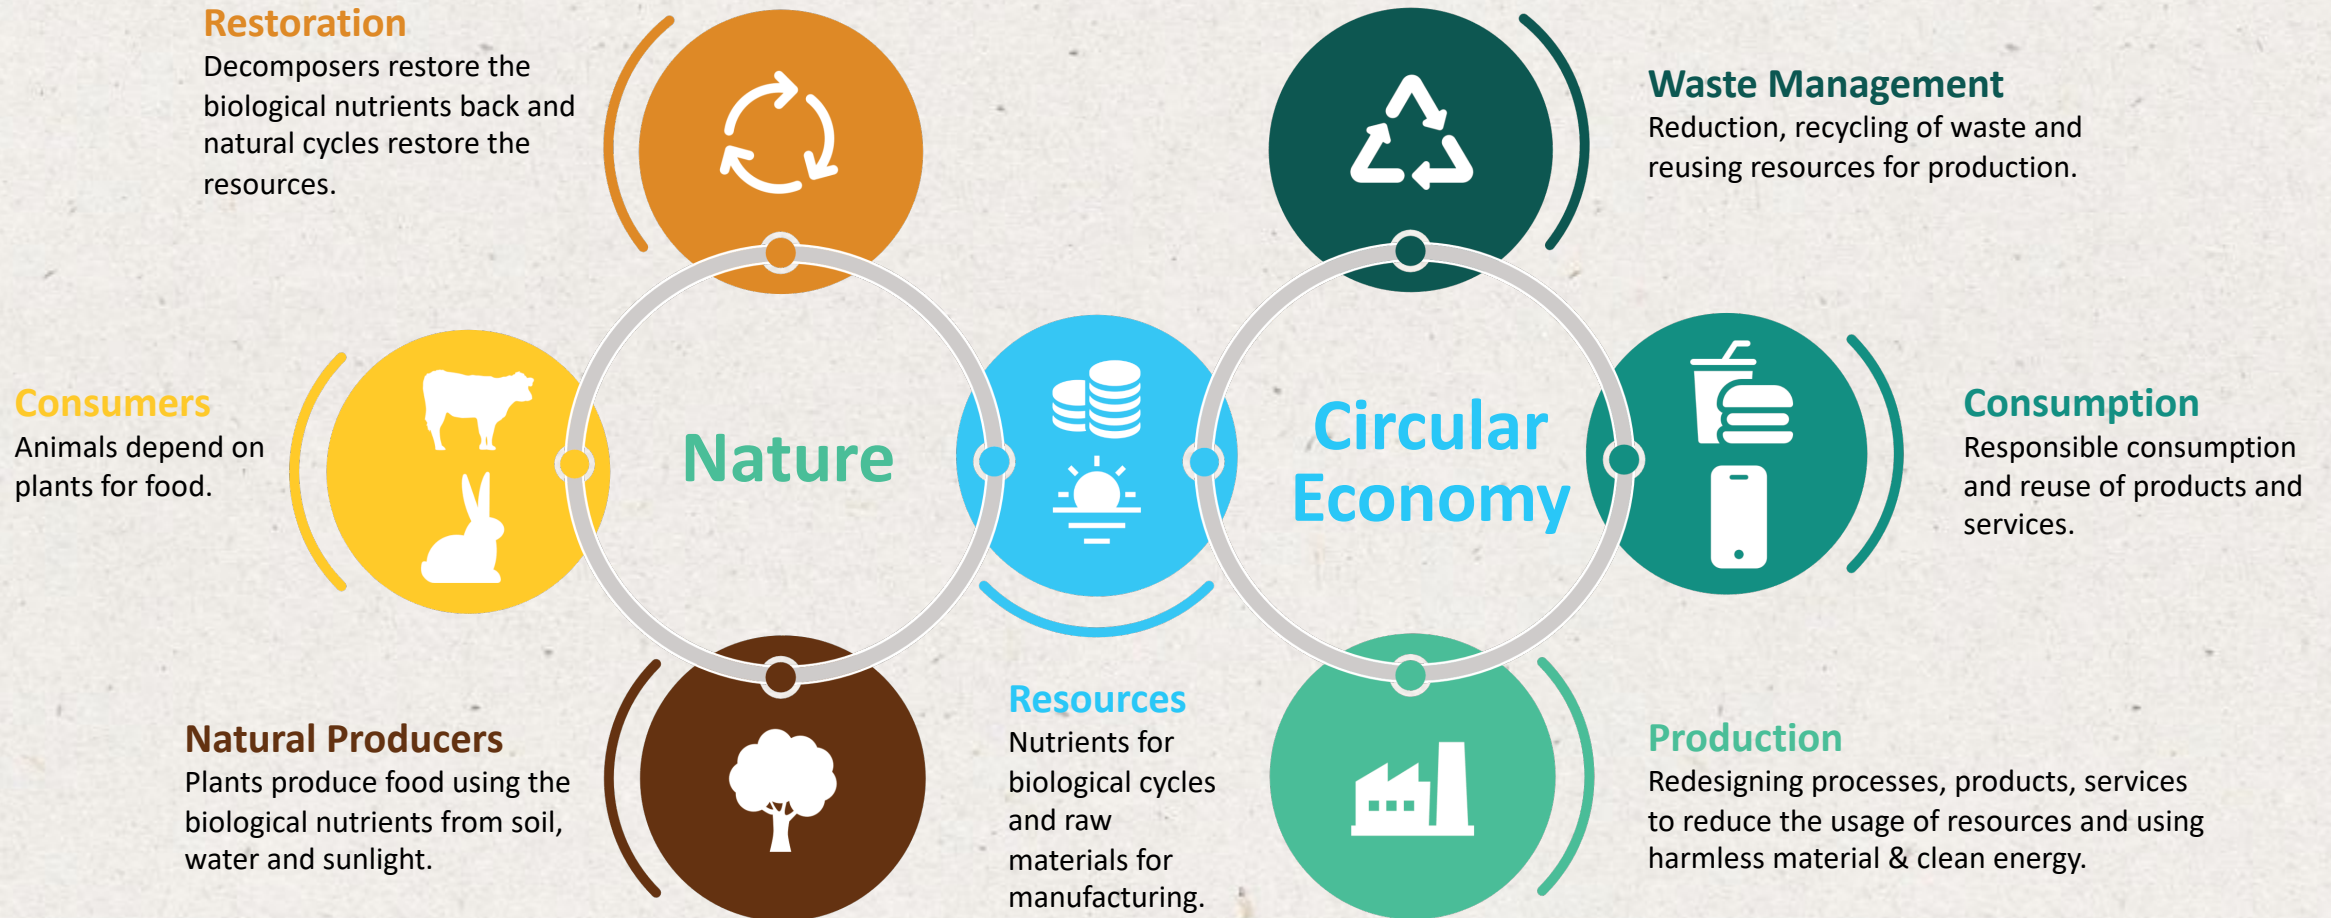 Restoration
Decomposers restore the
biological nutrients back and
natural cycles restore the
resources.
Waste Management
Reduction, recycling of waste and
reusing resources for production.
Consumers
Animals depend on
plants for food.
Nature
Circular
Economy
Consumption
Responsible consumption
and reuse of products and
services.
Natural Producers
Plants produce food using the
biological nutrients from soil,
water and sunlight.
Resources
Nutrients for
biological cycles
and raw
materials for
manufacturing.
Production
Redesigning processes, products, services
to reduce the usage of resources and using
harmless material & clean energy.